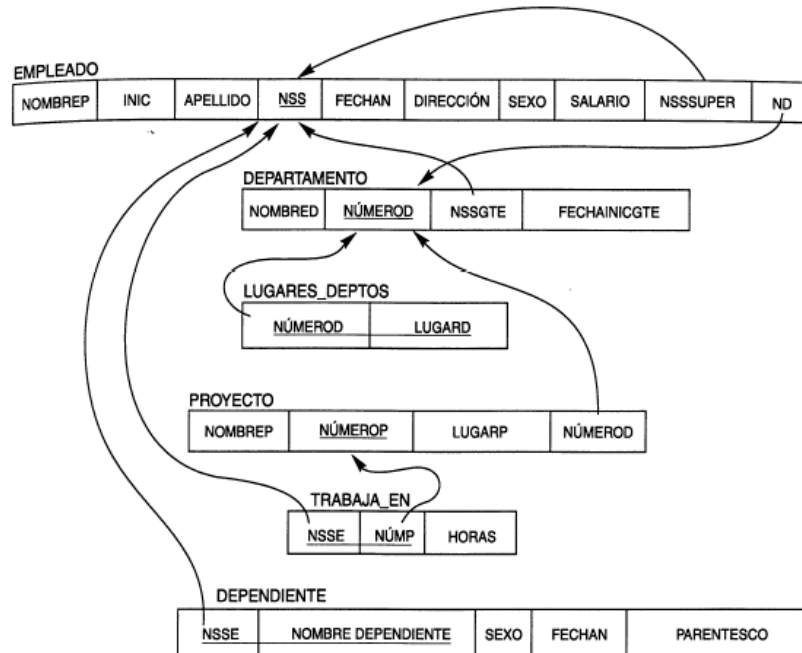 EMPLEADO
NOMBREP INIC APELLIDO NSS FECHAN DIRECCIÓN SEXO SALARIO NSSSUPER ND
DEPARTAMENTO
NOMBRED NÚMEROD NSSGTE FECHAINICGTE
LUGARES_DEPTOS
NÚMEROD LUGARD
PROYECTO
NOMBREP NÚMEROP LUGARP NÚMEROD
TRABAJA_EN
NSSE NÚMP HORAS
DEPENDIENTE
NSSE NOMBRE DEPENDIENTE SEXO FECHAN PARENTESCO